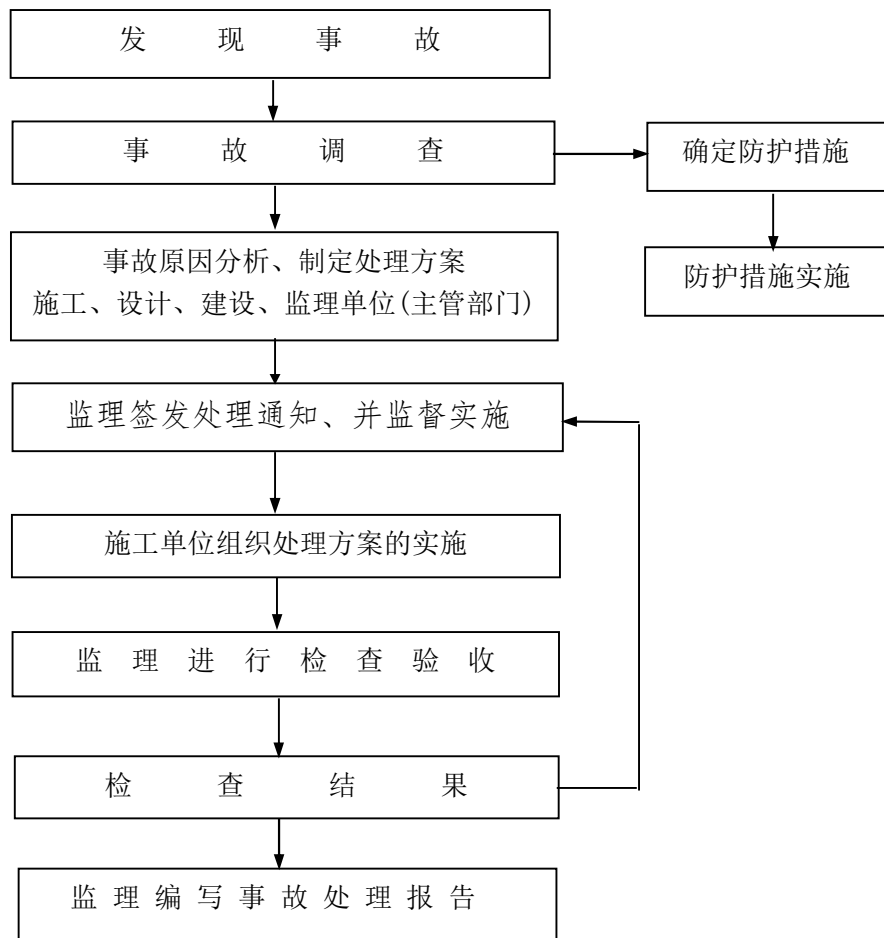 发现事故
事故调查
确定防护措施
事故原因分析、制定处理方案
施工、设计、建设、监理单位(主管部门)
防护措施实施
监理签发处理通知、并监督实施
施工单位组织处理方案的实施
监理进行检查验收
检查结果
监理编写事故处理报告